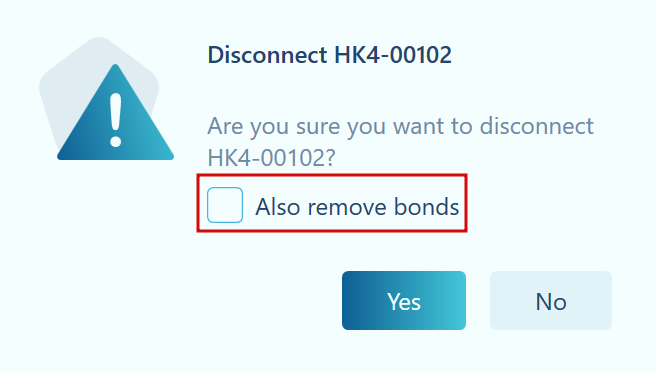 Disconnect HK4-00102
Are you sure you want to disconnect
HK4-00102?
Also remove bonds
Yes
No